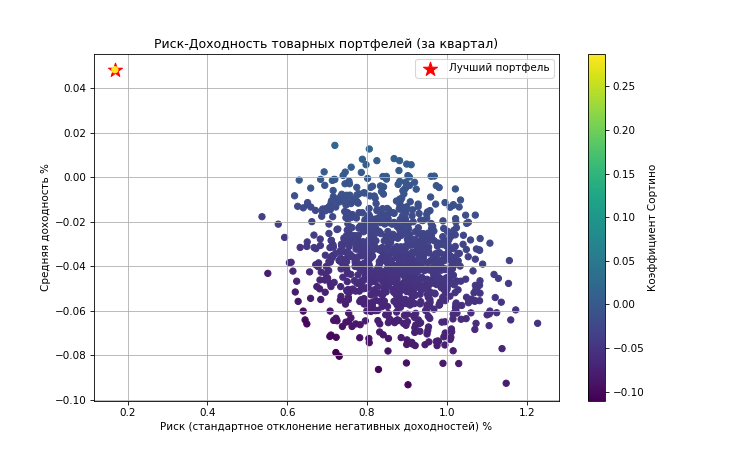 Риск-Доходность товарных портфелей (за квартал)
Лучший портфель
Средняя доходность %
0.04
0.02
0.00
−0.02
−0.04
−0.06
−0.08
−0.10
0.2 0.4 0.6 0.8 1.0 1.2
Риск (стандартное отклонение негативных доходностей) %
0.25
0.20
0.15
0.10
0.05
0.00
−0.05
−0.10
Коэффициент Сортино